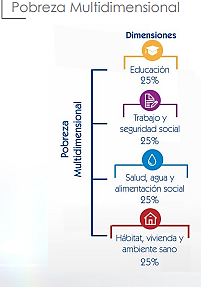 Pobreza Multidimensional
Dimensiones
Pobreza
Multidimensional
Educación
25%
Trabajo y
seguridad social
25%
Salud, agua y
alimentación social
25%
Hábitat, vivienda y
ambiente sano
25%